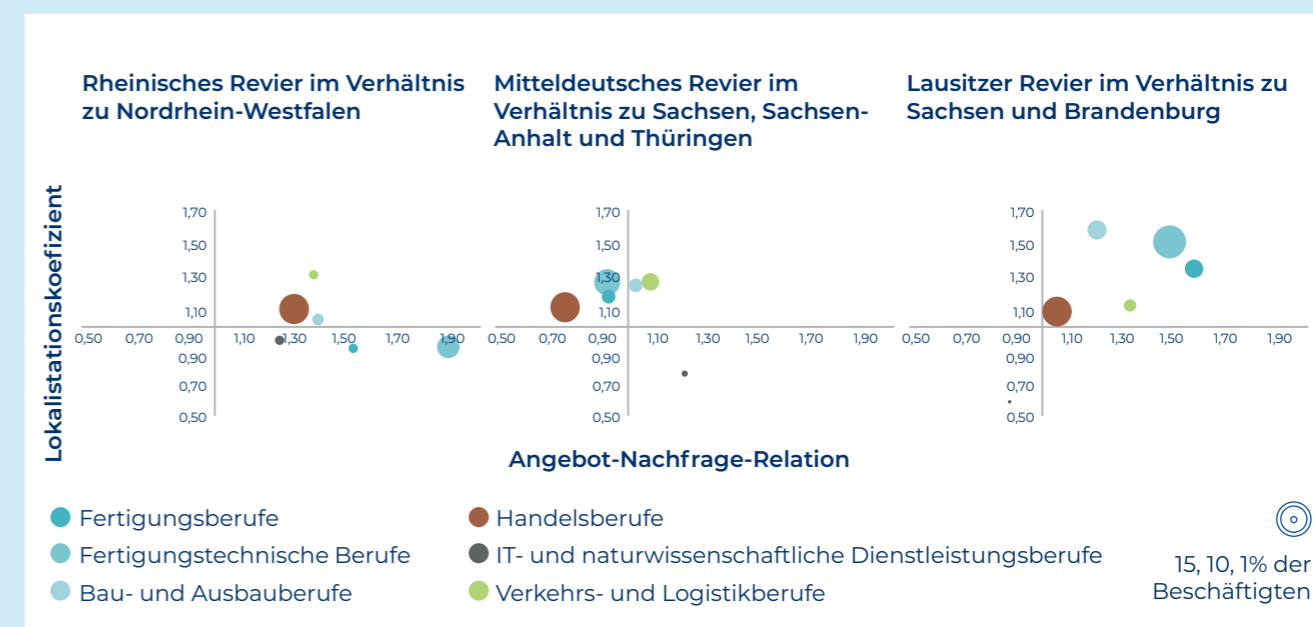 Rheinisches Revier im Verhältnis
zu Nordrhein-Westfalen
Mitteldeutsches Revier im
Verhältnis zu Sachsen, Sachsen-
Anhalt und Thüringen
Lausitzer Revier im Verhältnis zu
Sachsen und Brandenburg
Lokalistationskoefizient
1,70
1,50
1,30
1,10
0,50 0,70 0,90 1,10 1,30 1,50 1,70 1,90
0,90
0,70
0,50
1,70
1,50
1,30
1,10
0,50 0,70 0,90 1,10 1,30 1,50 1,70 1,90
0,90
0,70
0,50
1,70
1,50
1,30
1,10
0,50 0,70 0,90 1,10 1,30 1,50 1,70 1,90
0,90
0,70
0,50
Angebot-Nachfrage-Relation
Fertigungsberufe
Fertigungstechnische Berufe
Bau- und Ausbauberufe
Handelsberufe
IT- und naturwissenschaftliche Dienstleistungsberufe
Verkehrs- und Logistikberufe
15, 10, 1% der
Beschäftigten